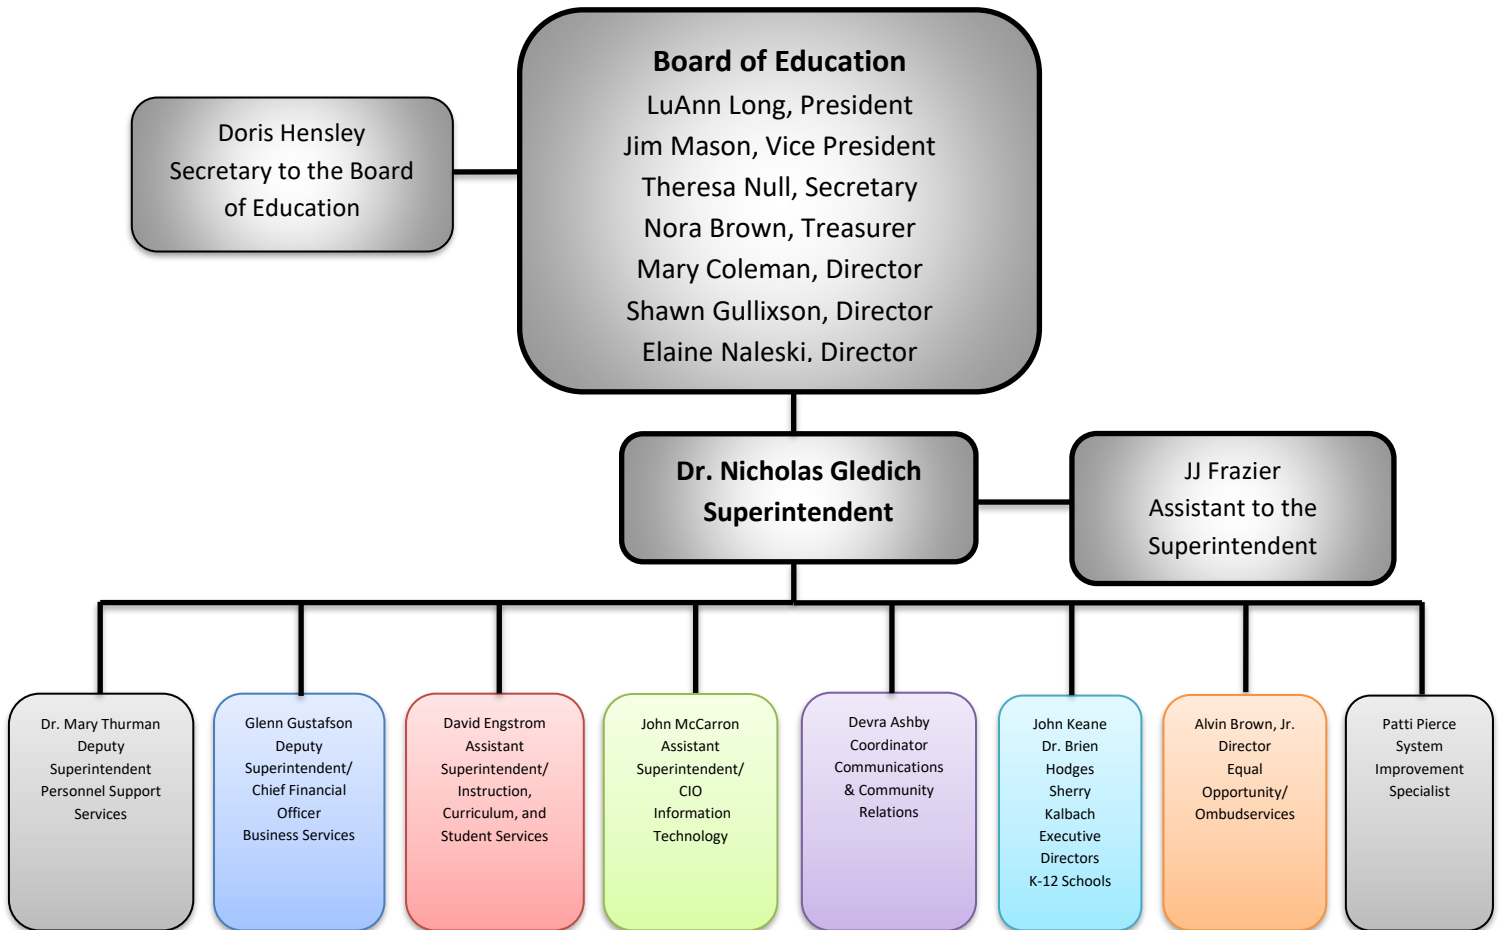 Board of Education
LuAnn Long, President
Jim Mason, Vice President
Theresa Null, Secretary
Nora Brown, Treasurer
Mary Coleman, Director
Shawn Gullixson, Director
Elaine Naleski, Director
Doris Hensley
Secretary to the Board
of Education
Dr. Nicholas Gledich
Superintendent
JJ Frazier
Assistant to the
Superintendent
Dr. Mary Thurman
Deputy
Superintendent
Personnel Support
Services
Glenn Gustafson
Deputy
Superintendent/
Chief Financial
Officer
Business Services
David Engstrom
Assistant
Superintendent/
Instruction,
Curriculum, and
Student Services
John McCarron
Assistant
Superintendent/
CIO
Information
Technology
Devra Ashby
Coordinator
Communications
& Community
Relations
John Keane
Dr. Brien
Hodges
Sherry
Kalbach
Executive
Directors
K-12 Schools
Alvin Brown, Jr.
Director
Equal
Opportunity/
Ombudservices
Patti Pierce
System
Improvement
Specialist